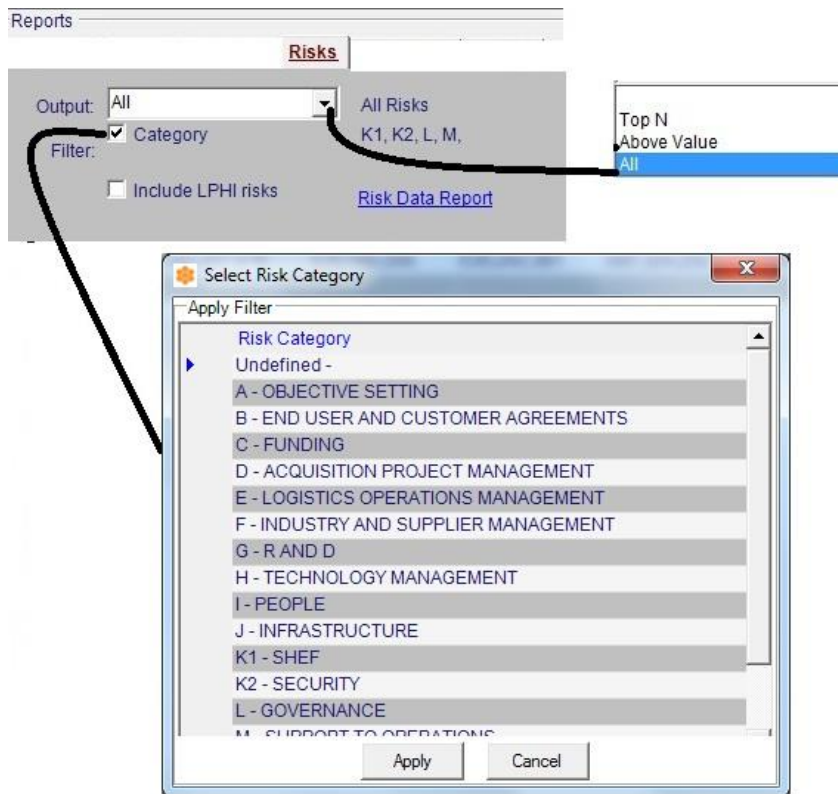 Reports
Risks
Output: All All Risks
Filter: Category K1, K2, L, M,
Include LPHI risks Risk Data Report
Top N
Above Value
All
Select Risk Category
Apply Filter
Risk Category
Undefined -
A - OBJECTIVE SETTING
B - END USER AND CUSTOMER AGREEMENTS
C - FUNDING
D - ACQUISITION PROJECT MANAGEMENT
E - LOGISTICS OPERATIONS MANAGEMENT
F - INDUSTRY AND SUPPLIER MANAGEMENT
G - R AND D
H - TECHNOLOGY MANAGEMENT
I - PEOPLE
J - INFRASTRUCTURE
K1 - SHEF
K2 - SECURITY
L - GOVERNANCE
M - SUPPORT TO OPERATIONS
Apply Cancel